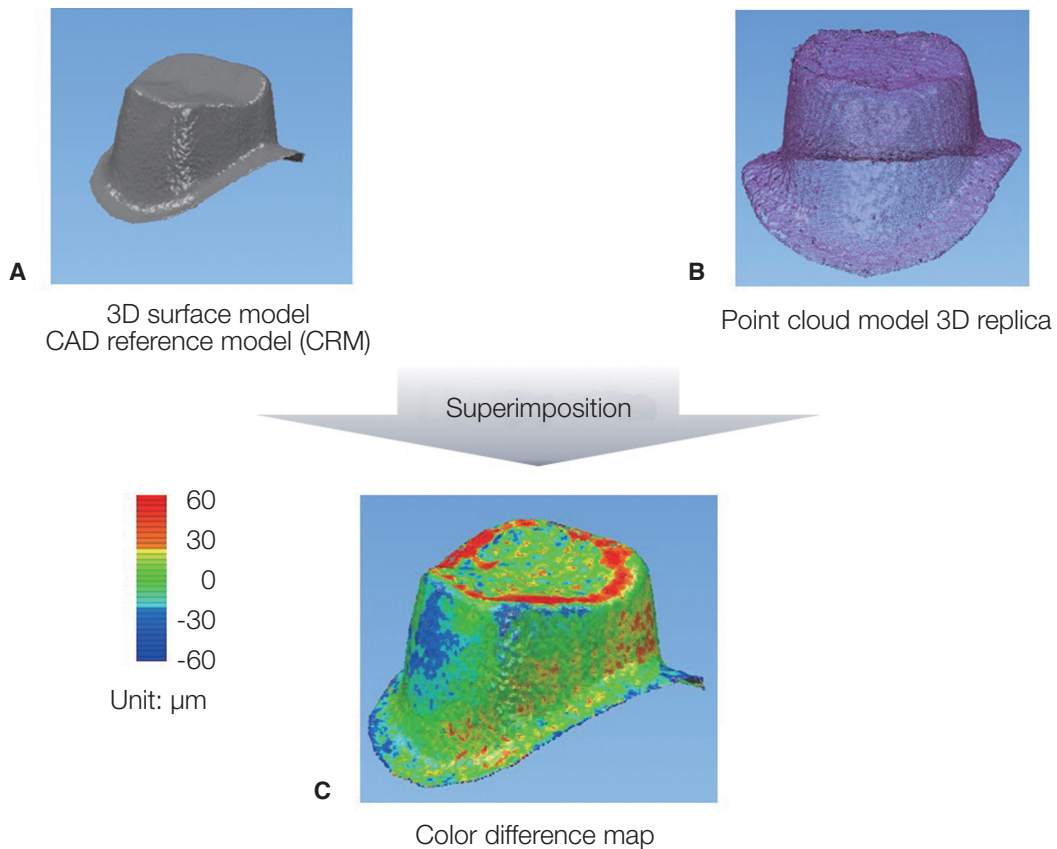 A
3D surface model
CAD reference model (CRM)
B
Point cloud model 3D replica
Superimposition
60
30
0
-30
-60
Unit: µm
C
Color difference map